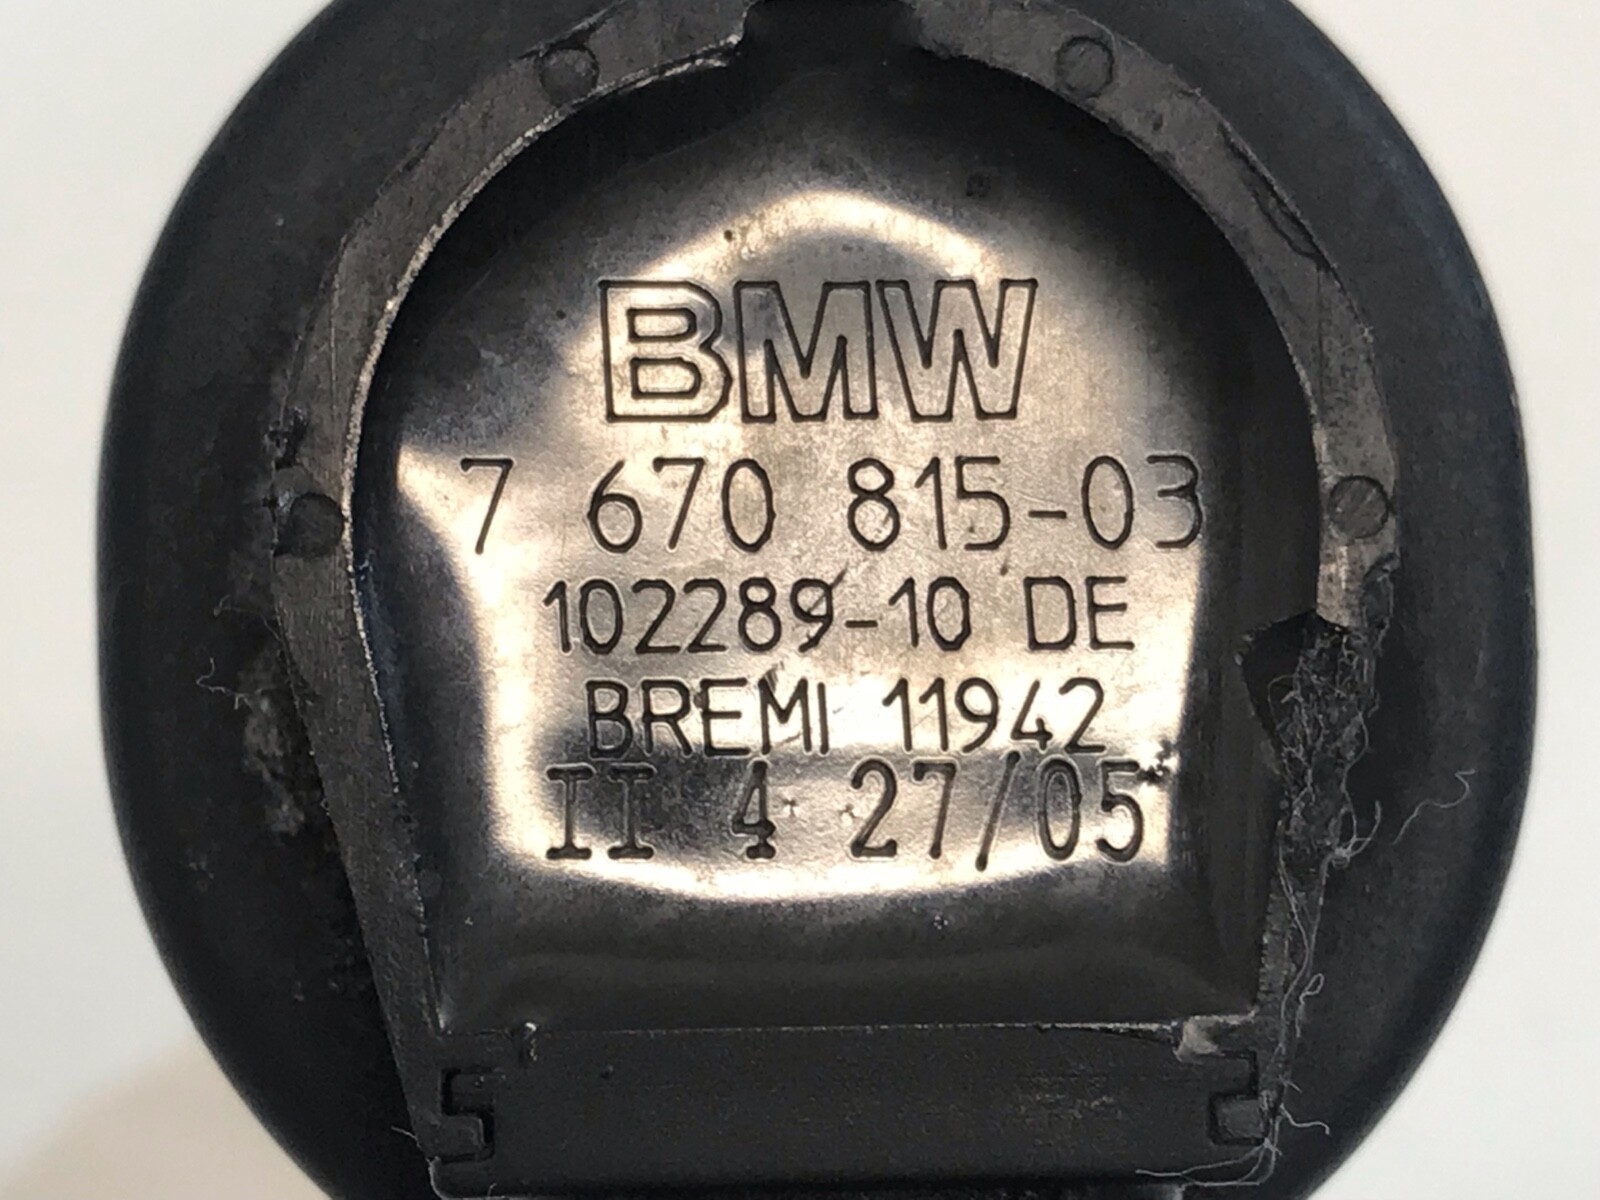 BMW
7 670 815-03
102289-10 DE
BREMI 11942
II 4 27/05